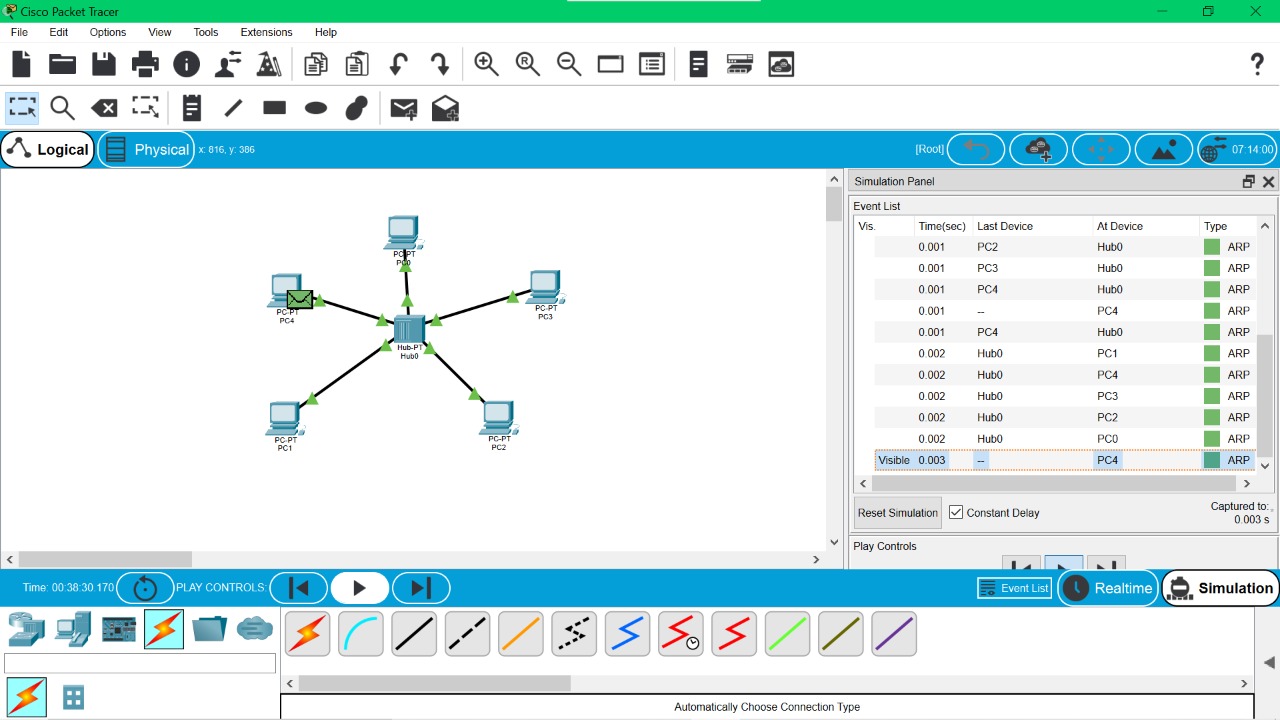 Cisco Packet Tracer
File Edit Options View Tools Extensions Help
Logical Physical x: 816, y: 386 [Root] 07:14:00
Simulation Panel
Event List
Vis. Time(sec) Last Device At Device Type
0.001 PC2 Hub0 ARP
0.001 PC3 Hub0 ARP
0.001 PC4 Hub0 ARP
0.001 -- PC4 ARP
0.001 PC4 Hub0 ARP
0.002 Hub0 PC1 ARP
0.002 Hub0 PC4 ARP
0.002 Hub0 PC3 ARP
0.002 Hub0 PC2 ARP
0.002 Hub0 PC0 ARP
Visible 0.003 -- PC4 ARP
Reset Simulation Constant Delay
Captured to:
0.003 s
Play Controls
PC-PT
PC0
PC-PT
PC4
PC-PT
PC3
Hub-PT
Hub0
PC-PT
PC1
PC-PT
PC2
Time: 00:38:30.170 PLAY CONTROLS: Event List Realtime Simulation
Automatically Choose Connection Type